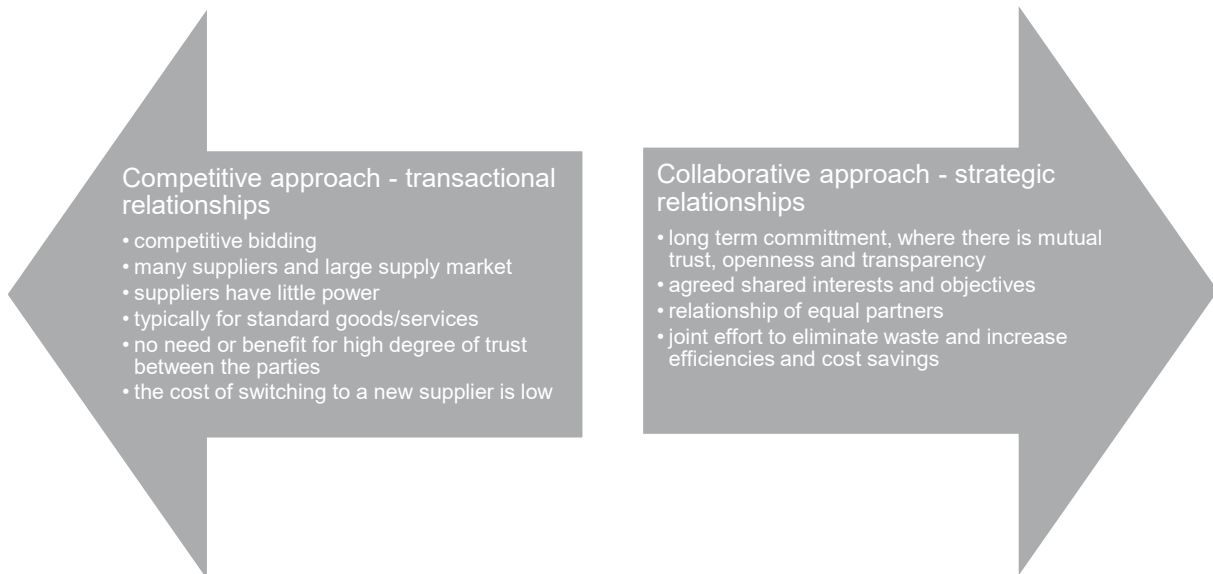 Competitive approach - transactional
relationships
• competitive bidding
• many suppliers and large supply market
• suppliers have little power
• typically for standard goods/services
• no need or benefit for high degree of trust
between the parties
• the cost of switching to a new supplier is low
Collaborative approach - strategic
relationships
• long term committment, where there is mutual
trust, openness and transparency
• agreed shared interests and objectives
• relationship of equal partners
• joint effort to eliminate waste and increase
efficiencies and cost savings